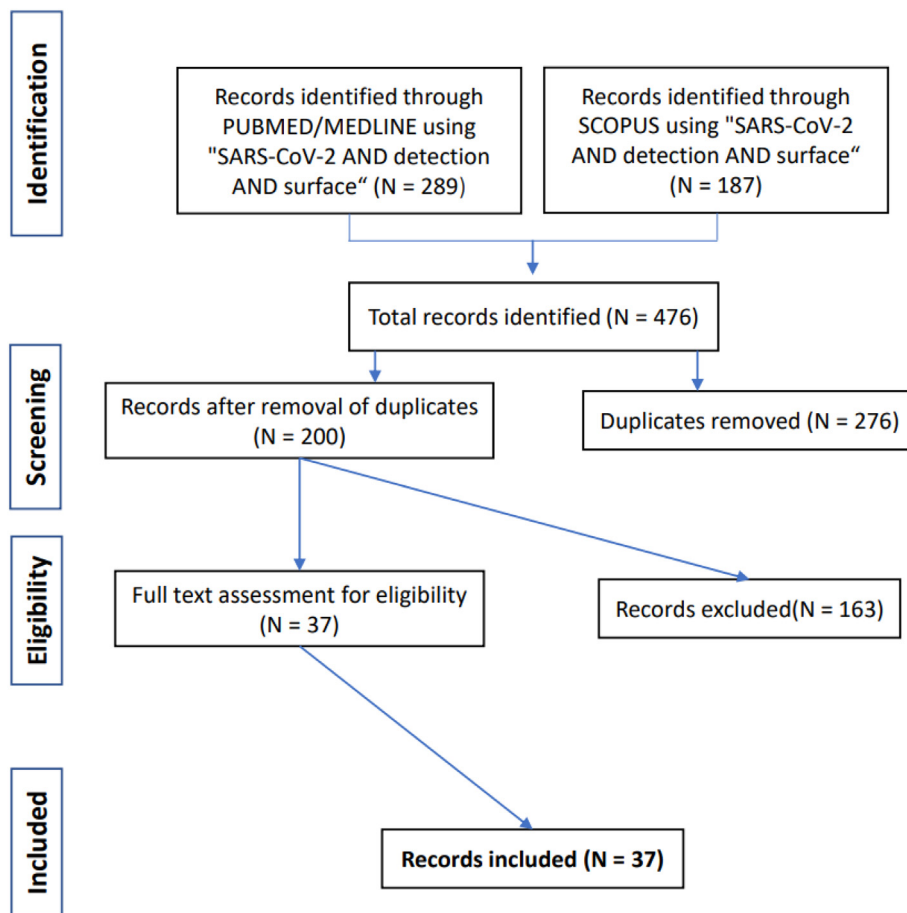 Identification
Records identified through
PUBMED/MEDLINE using
"SARS-CoV-2 AND detection
AND surface“ (N = 289)
Records identified through
SCOPUS using "SARS-CoV-2
AND detection AND surface“
(N = 187)
Total records identified (N = 476)
Screening
Records after removal of duplicates
(N = 200)
Duplicates removed (N = 276)
Eligibility
Full text assessment for eligibility
(N = 37)
Records excluded(N = 163)
Included
Records included (N = 37)